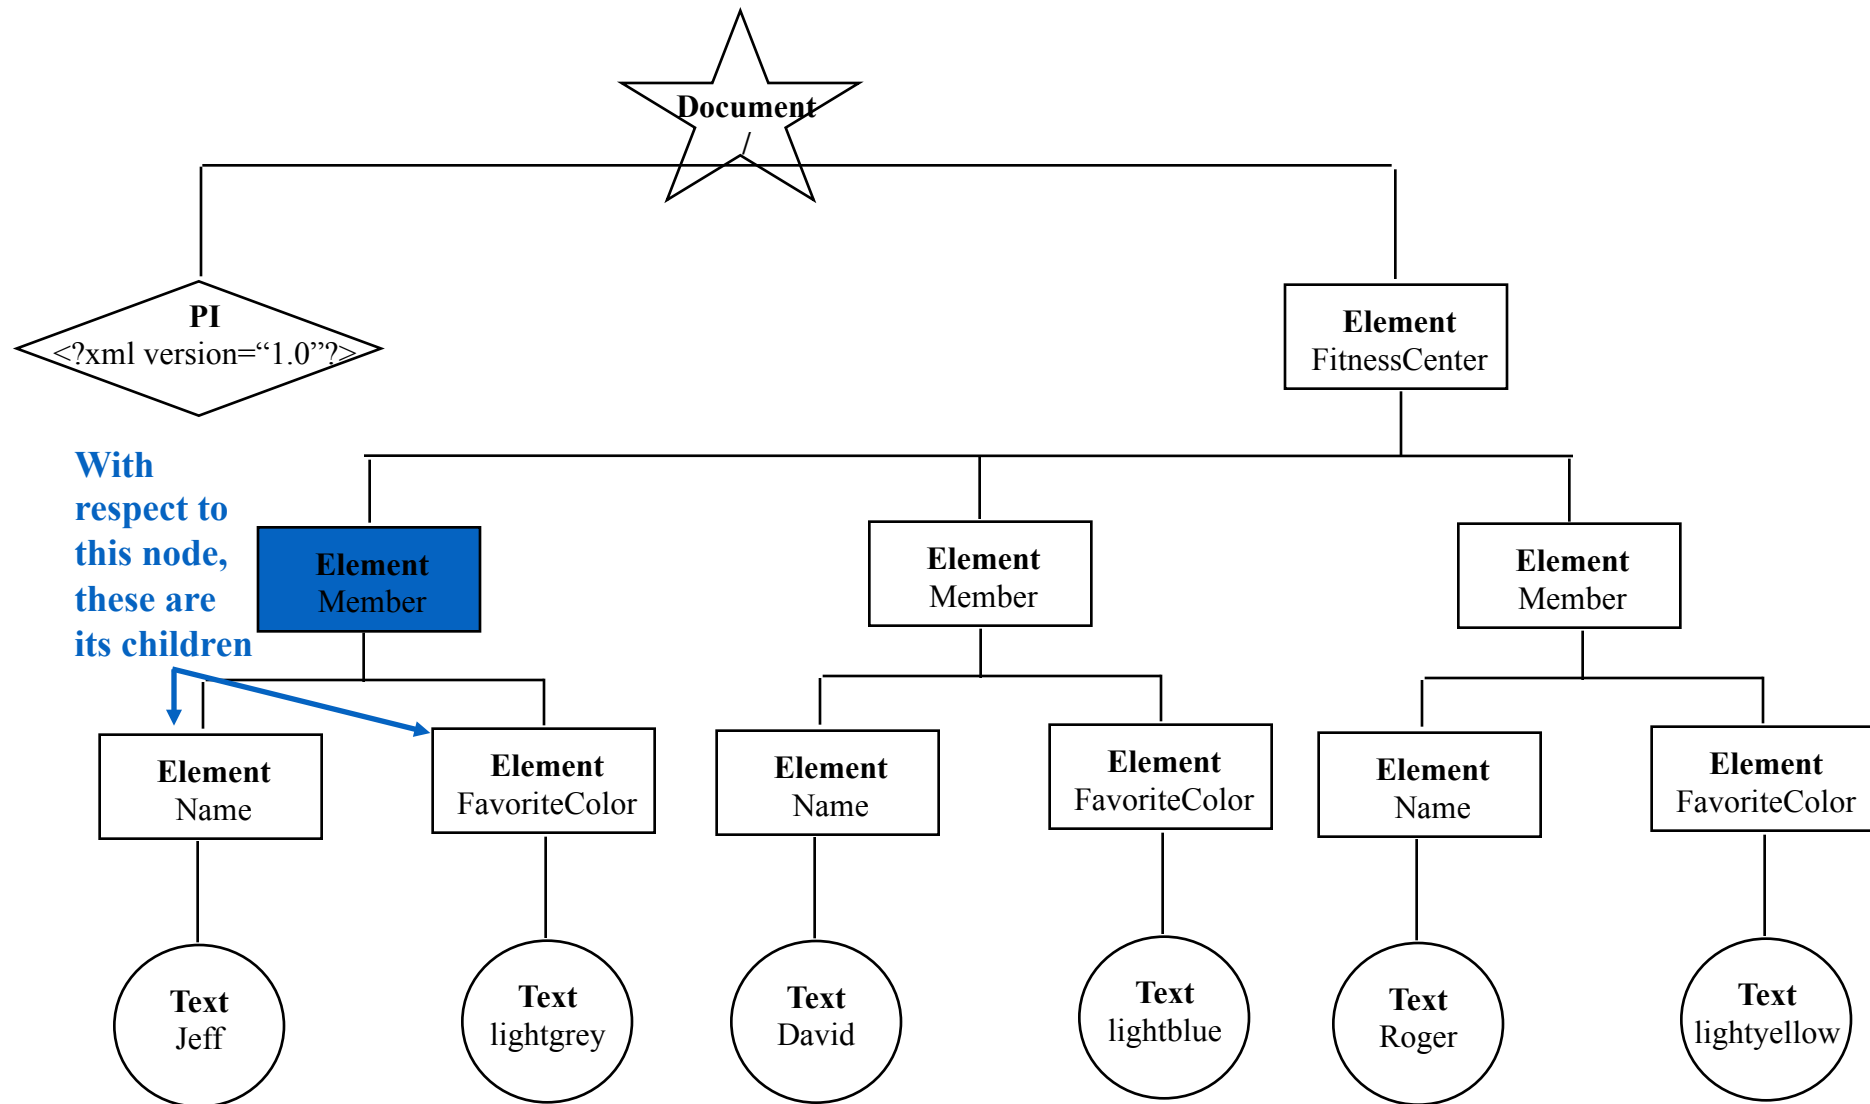 Document
/
PI
<?xml version=“1.0”?>
Element
FitnessCenter
With
respect to
this node,
these are
its children
Element
Member
Element
Member
Element
Member
Element
Name
Element
FavoriteColor
Element
Name
Element
FavoriteColor
Element
Name
Element
FavoriteColor
Text
Jeff
Text
lightgrey
Text
David
Text
lightblue
Text
Roger
Text
lightyellow